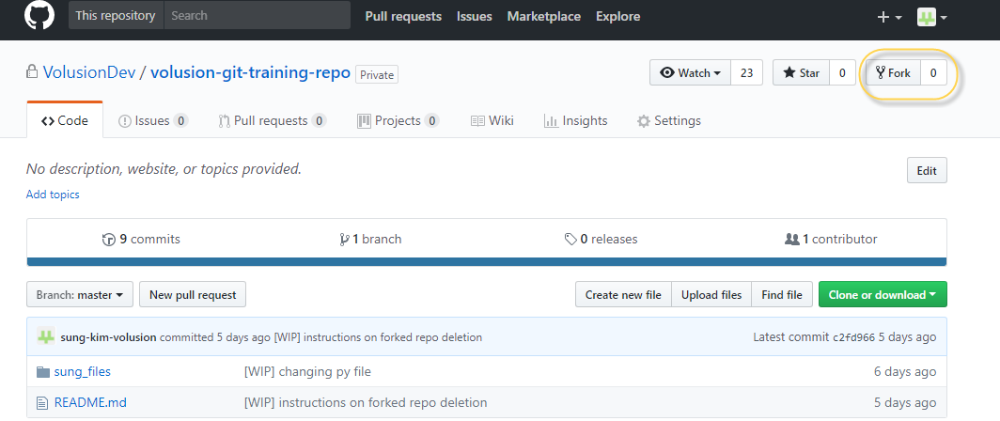 This repository Search Pull requests Issues Marketplace Explore
VolusionDev / volusion-git-training-repo Private Watch 23 Star 0 Fork 0
Code Issues 0 Pull requests 0 Projects 0 Wiki Insights Settings
No description, website, or topics provided. Edit
Add topics
9 commits 1 branch 0 releases 1 contributor
Branch: master New pull request Create new file Upload files Find file Clone or download
sung-kim-volusion committed 5 days ago [WIP] instructions on forked repo deletion Latest commit c2fd966 5 days ago
sung_files [WIP] changing py file 6 days ago
README.md [WIP] instructions on forked repo deletion 5 days ago